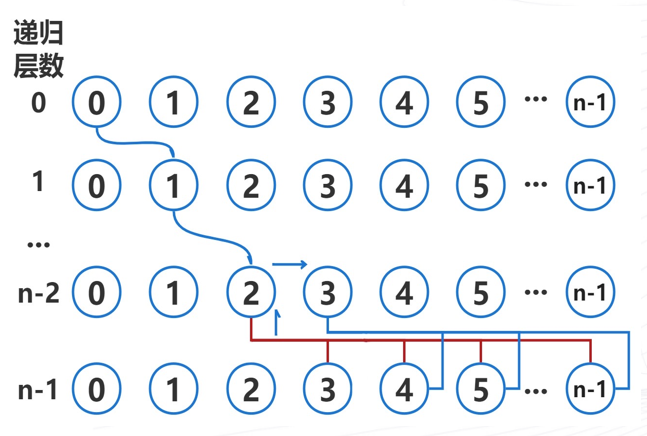 递归
层数
0 0 1 2 3 4 5 ... n-1
1 0 1 2 3 4 5 ... n-1
...
n-2 0 1 2 3 4 5 ... n-1
n-1 0 1 2 3 4 5 ... n-1